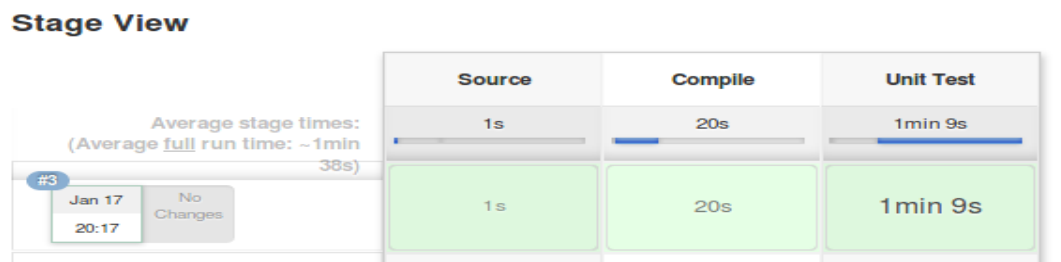 Stage View
Source Compile Unit Test
Average stage times:
(Average full run time: ~1min
38s)
1s 20s 1min 9s
#3
Jan 17
20:17
No
Changes
1s 20s 1min 9s